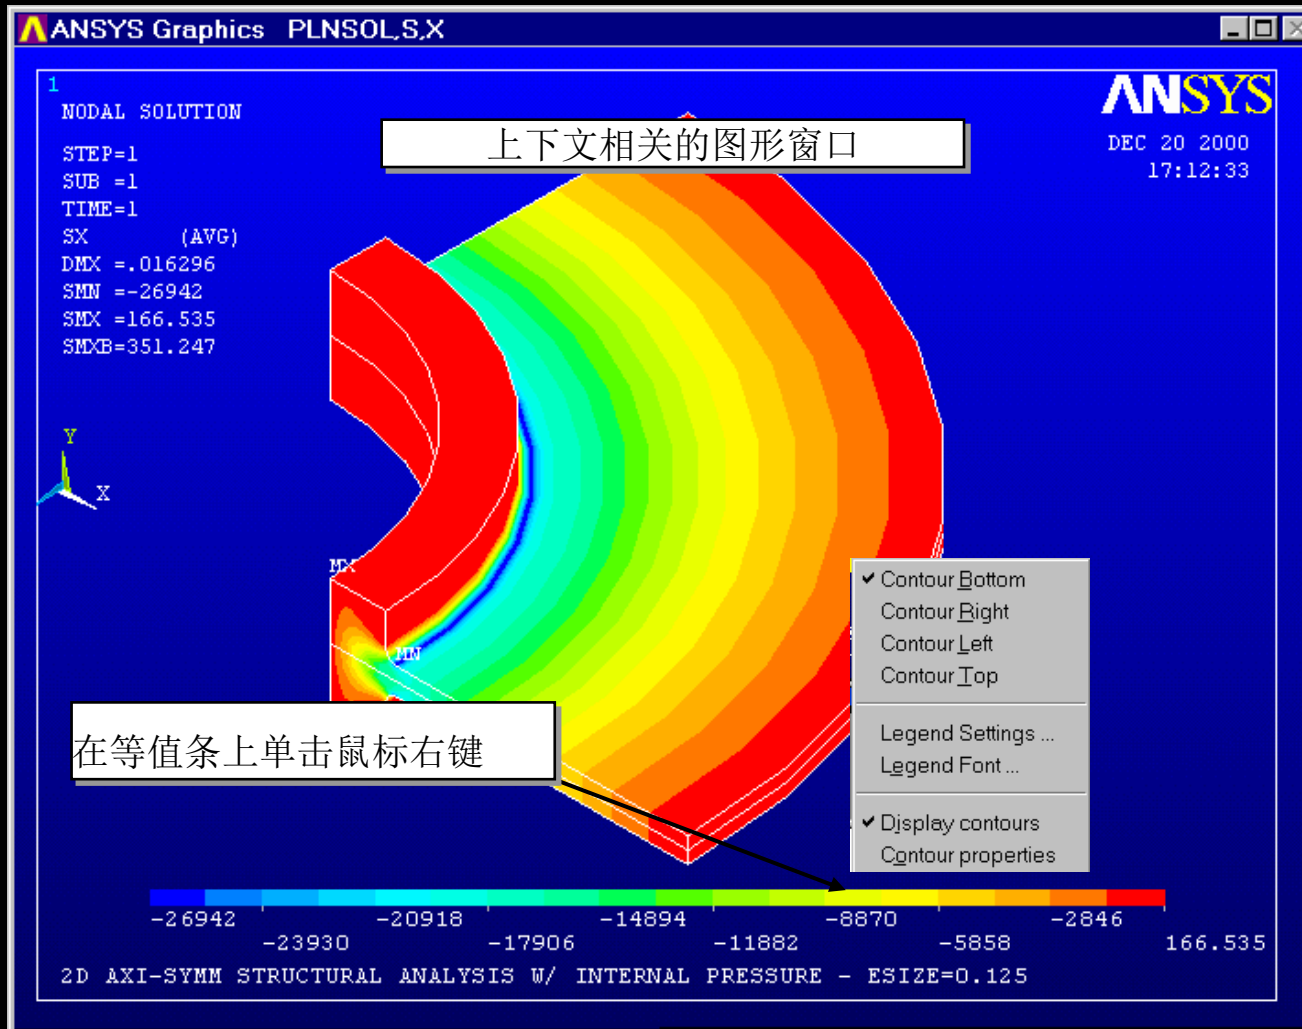 ANSYS Graphics PLNSOL,S,X
1
NODAL SOLUTION
STEP=1
SUB =1
TIME=1
SX (AVG)
DMX =.016296
SMN =-26942
SMX =166.535
SMXB=351.247
上下文相关的图形窗口
ANSYS
DEC 20 2000
17:12:33
Y
X
MX
MN
在等值条上单击鼠标右键
Contour Bottom
Contour Right
Contour Left
Contour Top
Legend Settings ...
Legend Font ...
Display contours
Contour properties
-26942 -20918 -14894 -8870 -2846
-23930 -17906 -11882 -5858 166.535
2D AXI-SYMM STRUCTURAL ANALYSIS W/ INTERNAL PRESSURE - ESIZE=0.125